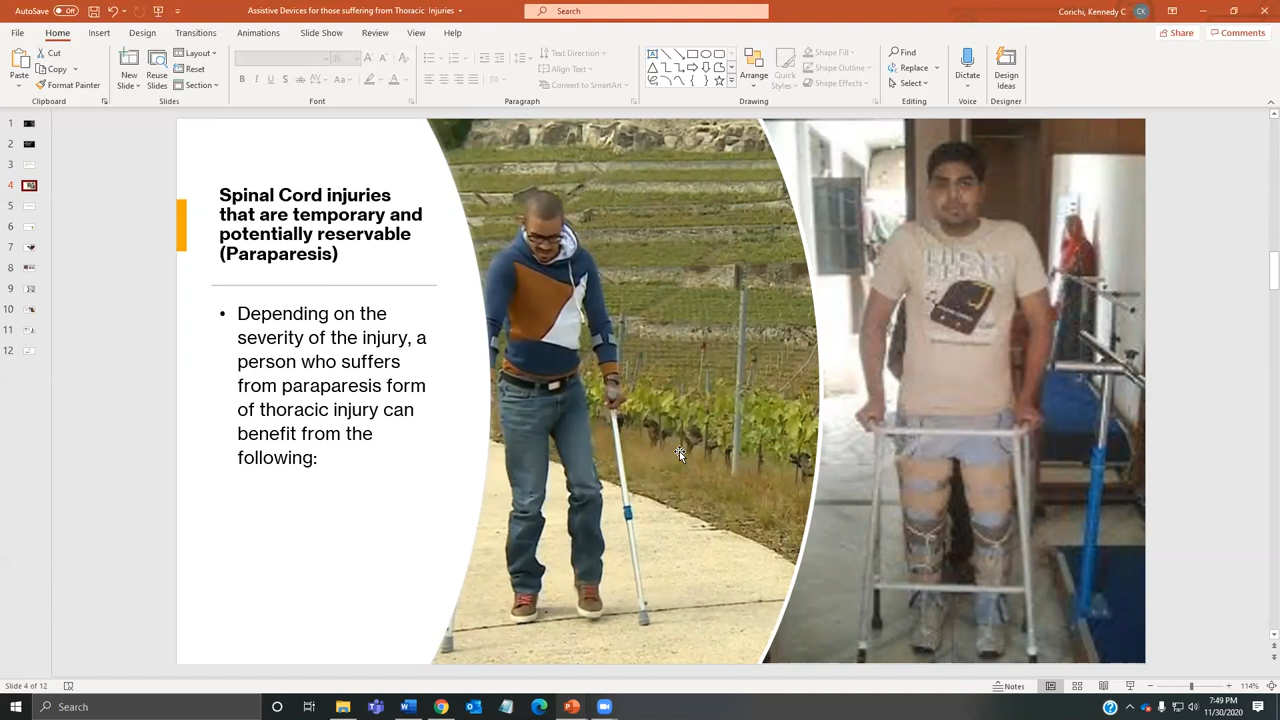 AutoSave Off Assistive Devices from Thoracic Injuries Search Corichi, Kennedy C CK
File Home Insert Design Transitions Animations Slide Show Review View Help Share Comments
Paste
Cut
Copy
Format Painter
Clipboard
New Slide
Reuse Slides
Layout
Reset
Section
Slides
B I U S Aa A
Font
Paragraph
Text Direction
Align Text
Convert to SmartArt
Arrange
Quick Styles
Shape Fill
Shape Outline
Shape Effects
Drawing
Find
Replace
Select
Editing
Dictate
Voice
Design Ideas
Designer
1
2
3
4
5
6
7
8
9
10
11
12
Spinal Cord injuries
that are temporary and
potentially reservable
(Paraparesis)
• Depending on the
severity of the injury, a
person who suffers
from paraparesis form
of thoracic injury can
benefit from the
following:
Slide 4 of 12 Notes 114%
Search
7:49 PM
11/30/2020